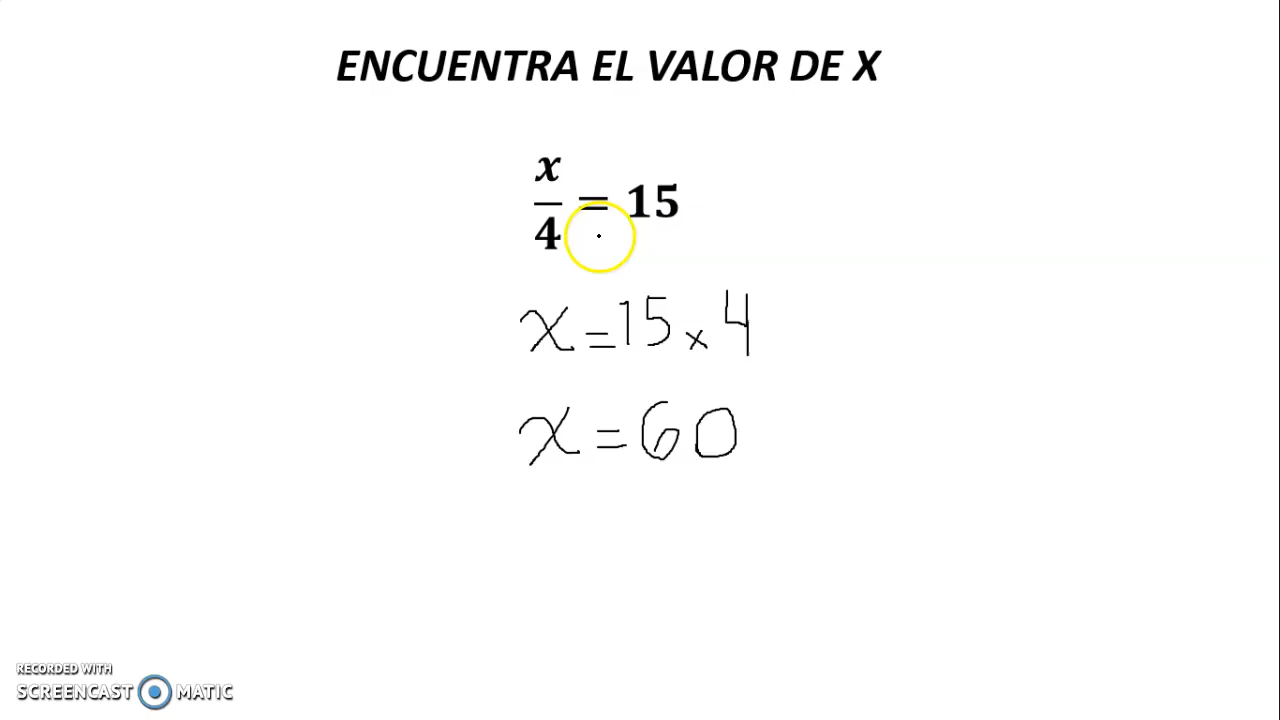 ENCUENTRA EL VALOR DE X
x
4
= 15
x = 15 x 4
x = 60
RECORDED WITH
SCREENCAST MATIC